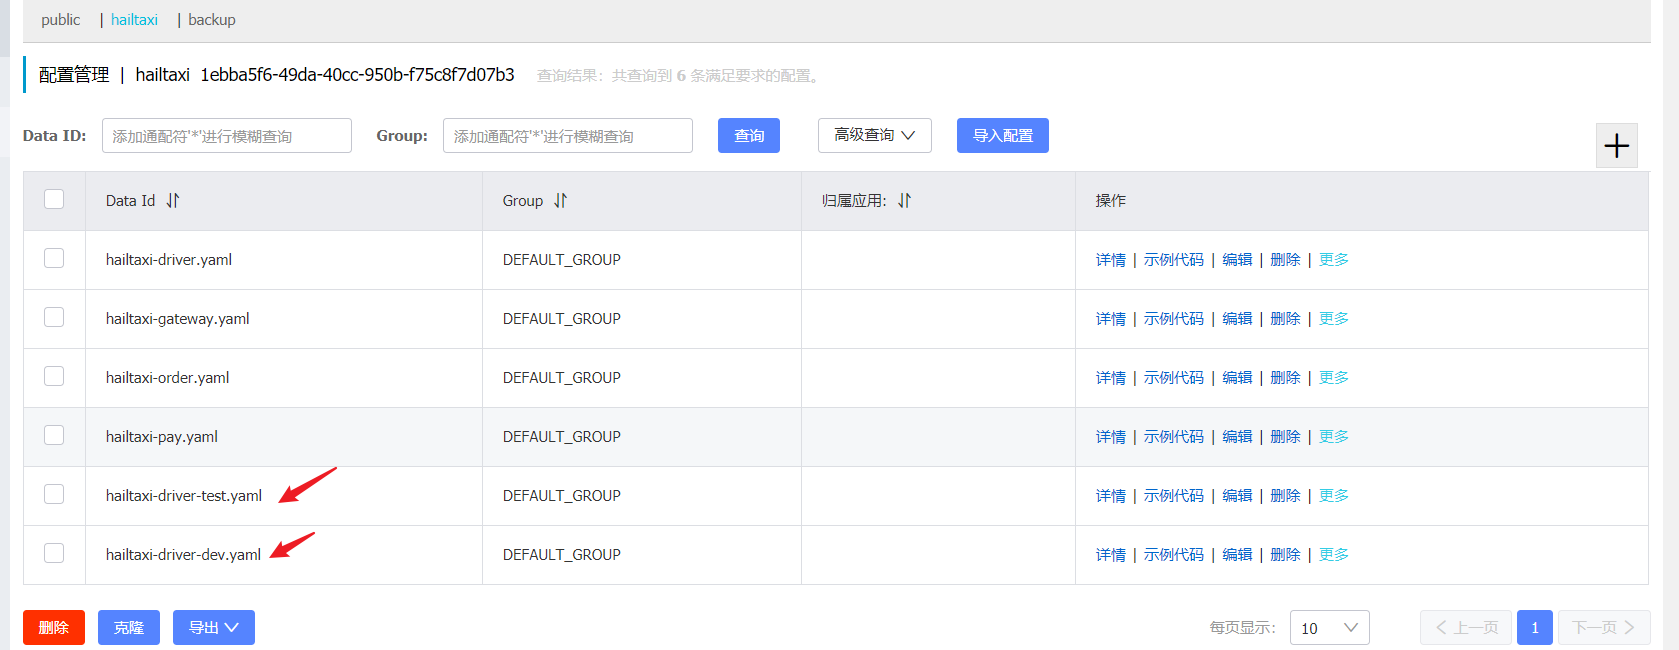 public | hailtaxi | backup
配置管理 | hailtaxi 1ebba5f6-49da-40cc-950b-f75c8f7d07b3 查询结果：共查询到 6 条满足要求的配置。
Data ID: 添加通配符'*'进行模糊查询 Group: 添加通配符'*'进行模糊查询 查询 高级查询 导入配置
Data Id Group 归属应用: 操作
hailtaxi-driver.yaml DEFAULT_GROUP 详情 | 示例代码 | 编辑 | 删除 | 更多
hailtaxi-gateway.yaml DEFAULT_GROUP 详情 | 示例代码 | 编辑 | 删除 | 更多
hailtaxi-order.yaml DEFAULT_GROUP 详情 | 示例代码 | 编辑 | 删除 | 更多
hailtaxi-pay.yaml DEFAULT_GROUP 详情 | 示例代码 | 编辑 | 删除 | 更多
hailtaxi-driver-test.yaml DEFAULT_GROUP 详情 | 示例代码 | 编辑 | 删除 | 更多
hailtaxi-driver-dev.yaml DEFAULT_GROUP 详情 | 示例代码 | 编辑 | 删除 | 更多
删除 克隆 导出 每页显示: 10 上一页 1 下一页